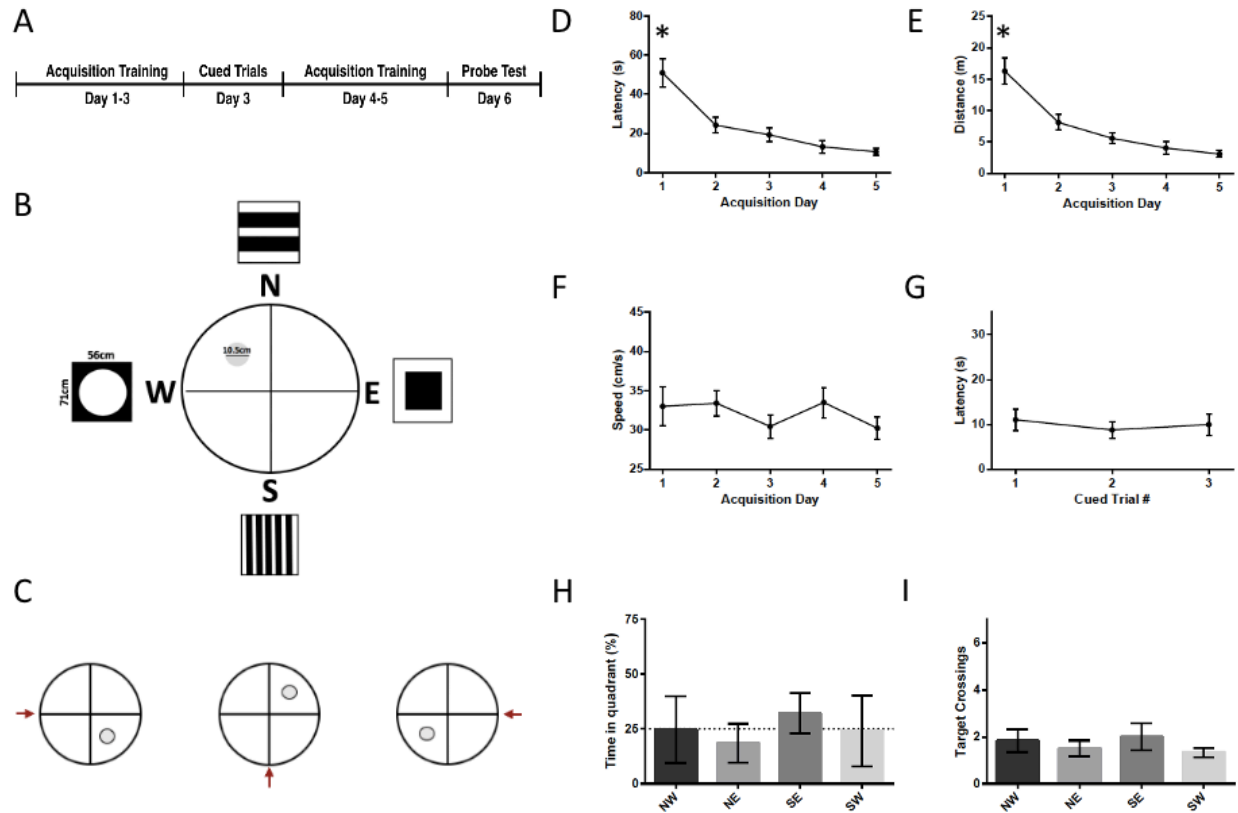 A
Acquisition Training Cued Trials Acquisition Training Probe Test
Day 1-3 Day 3 Day 4-5 Day 6
B
N
10.5cm
56cm
71cm
W
E
S
C
D
80
60
40
20
0
Latency (s)
*
1 2 3 4 5
Acquisition Day
E
25
20
15
10
5
0
Distance (m)
*
1 2 3 4 5
Acquisition Day
F
45
40
35
30
25
Speed (cm/s)
1 2 3 4 5
Acquisition Day
G
30
20
10
0
Latency (s)
1 2 3
Cued Trial #
H
75
50
25
0
Time in quadrant (%)
NW NE SE SW
I
6
4
2
0
Target Crossings
NW NE SE SW